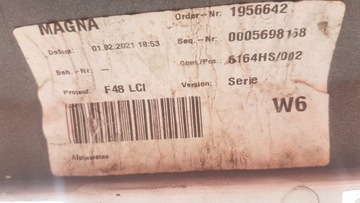 MAGNA Order-Nr.: 1956642
Datum: 01.02.2021 18:53 Seq.-Nr.: 0005698158
Beh.-Nr.: — Cont./Pos.: 6164HS/002
Projekt: F48 LCI Version: Serie
W6